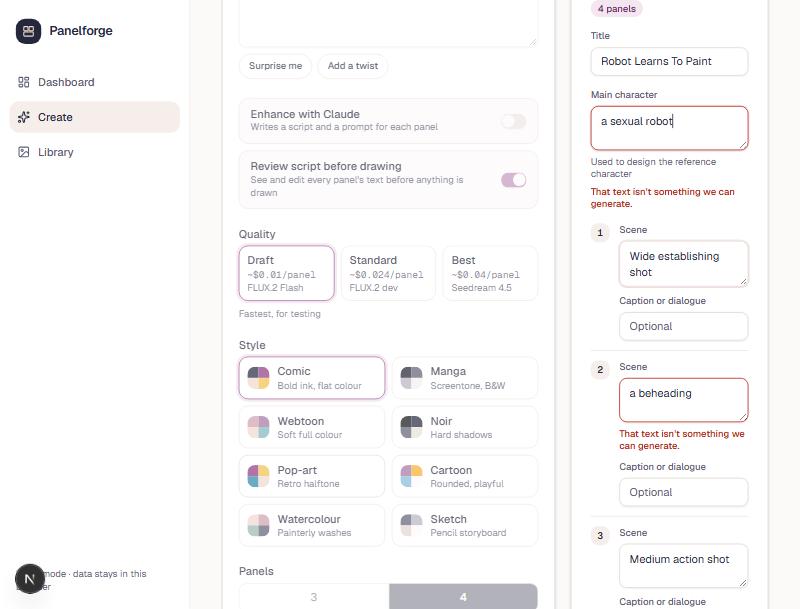 Panelforge
Dashboard
Create
Library
mode · data stays in this
Surprise me
Add a twist
Enhance with Claude
Writes a script and a prompt for each panel
Review script before drawing
See and edit every panel's text before anything is
drawn
Quality
Draft
~$0.01/panel
FLUX.2 Flash
Standard
~$0.024/panel
FLUX.2 dev
Best
~$0.04/panel
Seedream 4.5
Fastest, for testing
Style
Comic
Bold ink, flat colour
Manga
Screentone, B&W
Webtoon
Soft full colour
Noir
Hard shadows
Pop-art
Retro halftone
Cartoon
Rounded, playful
Watercolour
Painterly washes
Sketch
Pencil storyboard
Panels
3
4
4 panels
Title
Robot Learns To Paint
Main character
a sexual robot
Used to design the reference
character
That text isn't something we can
generate.
1
Scene
Wide establishing
shot
Caption or dialogue
Optional
2
Scene
a beheading
That text isn't something we
can generate.
Caption or dialogue
Optional
3
Scene
Medium action shot
Caption or dialogue
N